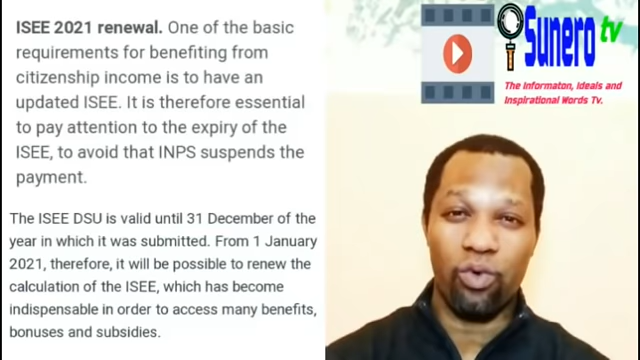 ISEE 2021 renewal. One of the basic
requirements for benefiting from
citizenship income is to have an
updated ISEE. It is therefore essential
to pay attention to the expiry of the
ISEE, to avoid that INPS suspends the
payment.
The ISEE DSU is valid until 31 December of the
year in which it was submitted. From 1 January
2021, therefore, it will be possible to renew the
calculation of the ISEE, which has become
indispensable in order to access many benefits,
bonuses and subsidies.
Sunero tv
The Informaton, Ideals and
Inspirational Words Tv.